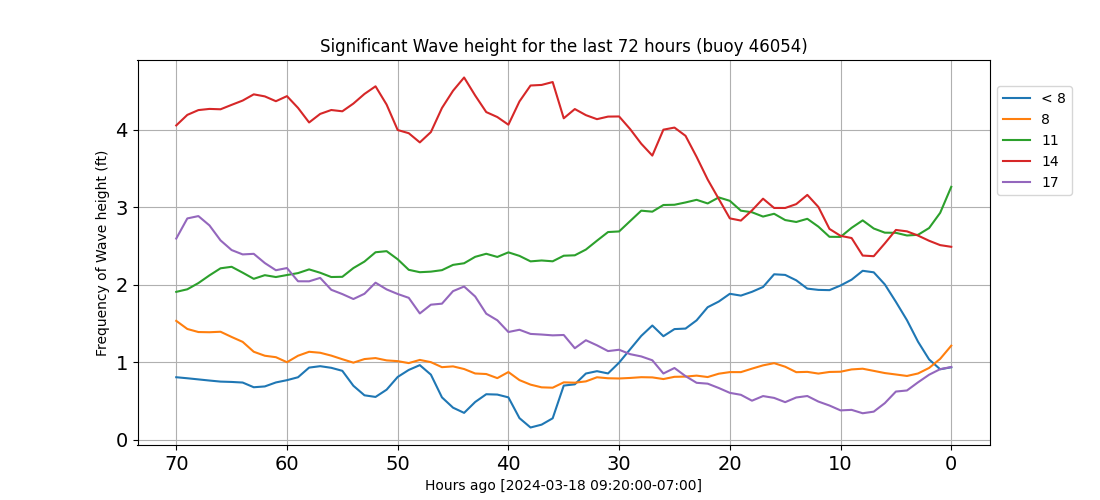 Significant Wave height for the last 72 hours (buoy 46054)
Frequency of Wave height (ft)
4
3
2
1
0
70 60 50 40 30 20 10 0
Hours ago [2024-03-18 09:20:00-07:00]
< 8
8
11
14
17